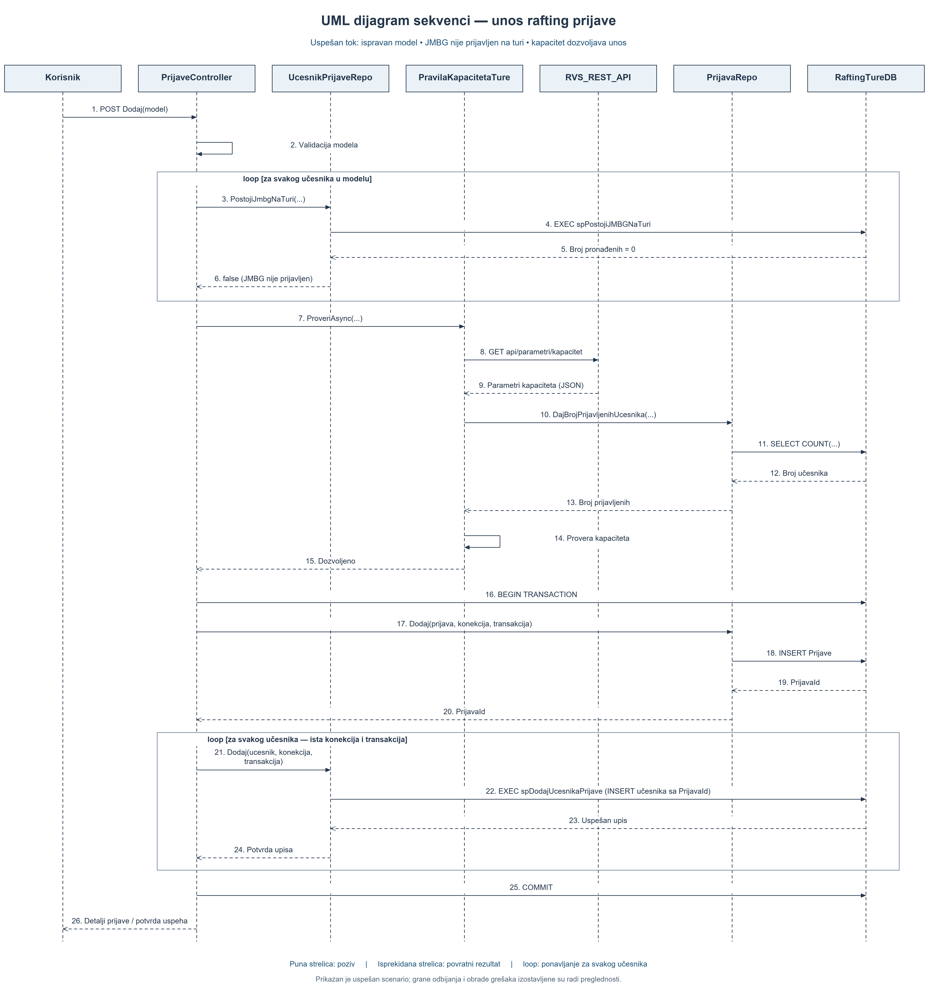 UML dijagram sekvenci — unos rafting prijave
Uspešan tok: ispravan model • JMBG nije prijavljen na turi • kapacitet dozvoljava unos
Korisnik
PrijaveController
UcesnikPrijaveRepo
PravilaKapacitetaTure
RVS_REST_API
PrijavaRepo
RaftingTureDB
1. POST Dodaj(model)
2. Validacija modela
loop [za svakog učesnika u modelu]
3. PostojiJmbgNaTuri(...)
4. EXEC spPostojiJMBGNaTuri
5. Broj pronađenih = 0
6. false (JMBG nije prijavljen)
7. ProveriAsync(...)
8. GET api/parametri/kapacitet
9. Parametri kapaciteta (JSON)
10. DajBrojPrijavljenihUcesnika(...)
11. SELECT COUNT(...)
12. Broj učesnika
13. Broj prijavljenih
14. Provera kapaciteta
15. Dozvoljeno
16. BEGIN TRANSACTION
17. Dodaj(prijava, konekcija, transakcija)
18. INSERT Prijave
19. PrijavaId
20. PrijavaId
loop [za svakog učesnika — ista konekcija i transakcija]
21. Dodaj(ucesnik, konekcija,
transakcija)
22. EXEC spDodajUcesnikaPrijave (INSERT učesnika sa PrijavaId)
23. Uspešan upis
24. Potvrda upisa
25. COMMIT
26. Detalji prijave / potvrda uspeha
Puna strelica: poziv | Isprekidana strelica: povratni rezultat | loop: ponavljanje za svakog učesnika
Prikazan je uspešan scenario; grane odbijanja i obrade grešaka izostavljene su radi preglednosti.